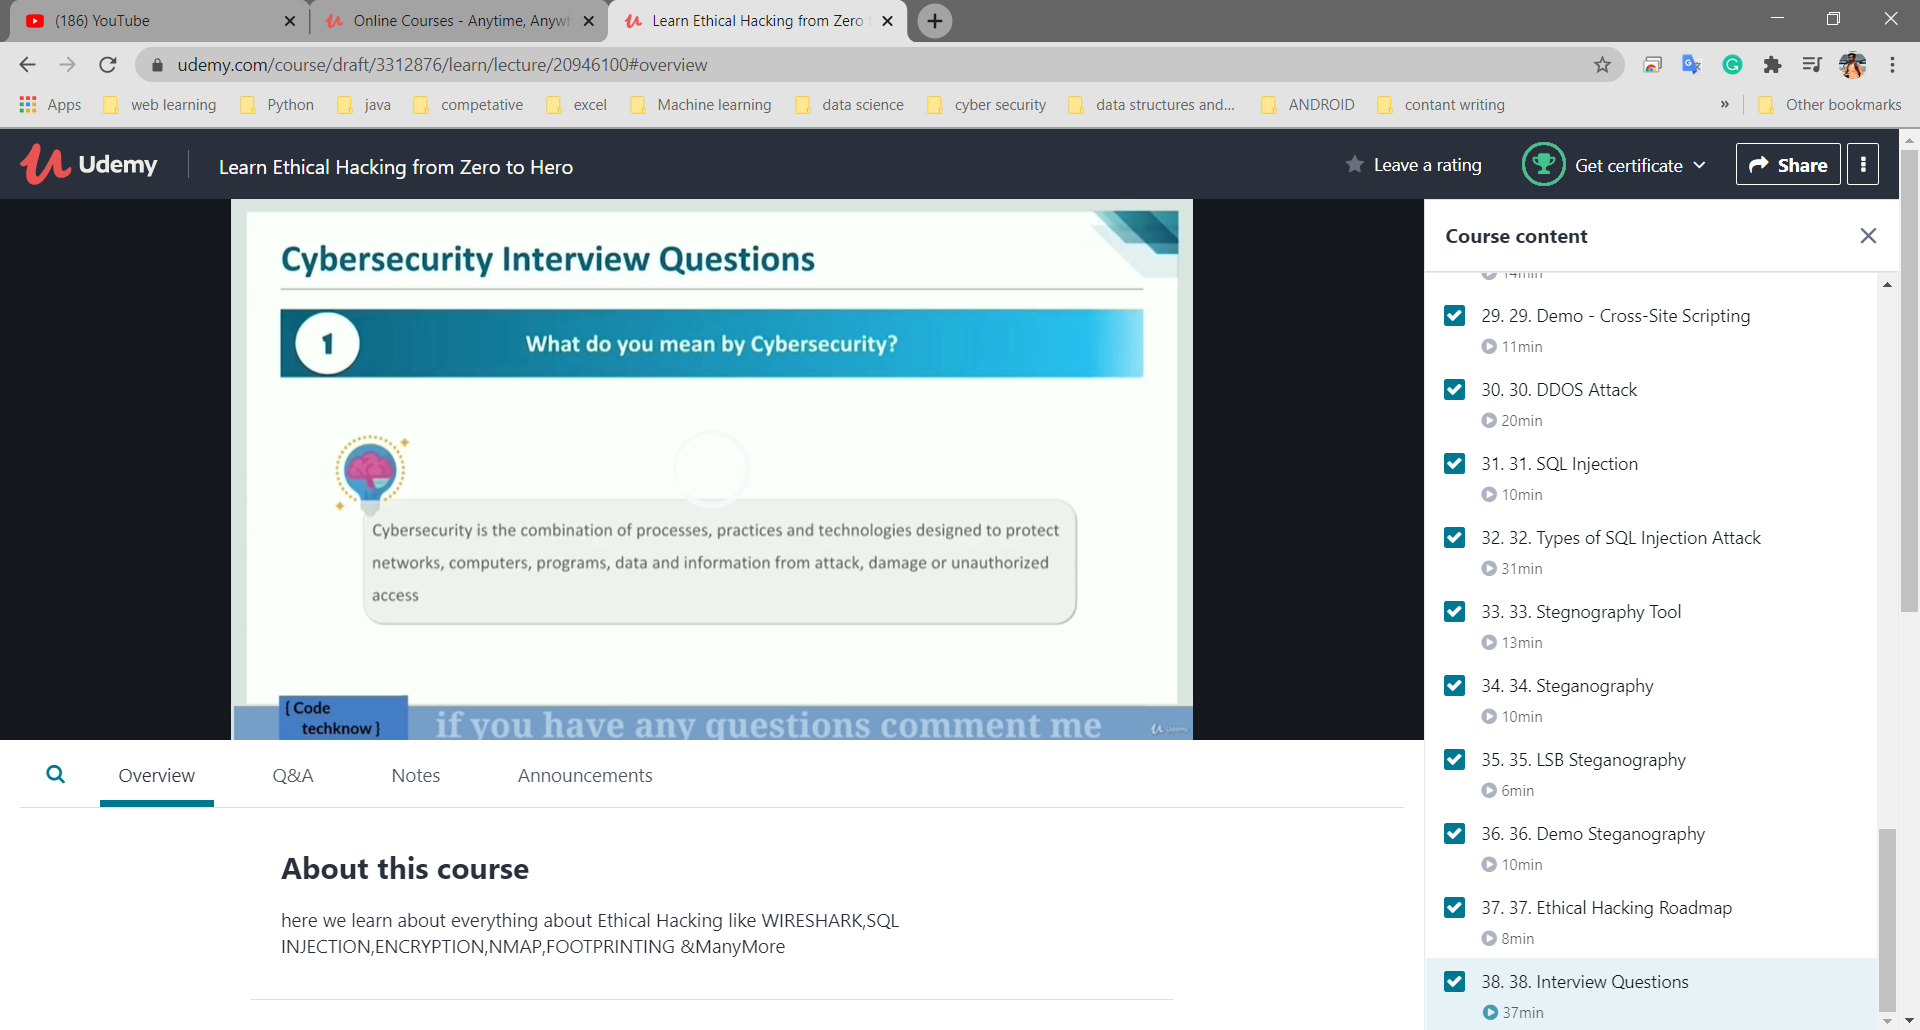 (186) YouTube
Online Courses - Anytime, Anyw
Learn Ethical Hacking from Zero t
udemy.com/course/draft/3312876/learn/lecture/20946100#overview
Apps
web learning
Python
java
competative
excel
Machine learning
data science
cyber security
data structures and...
ANDROID
contant writing
»
Other bookmarks
Udemy
Learn Ethical Hacking from Zero to Hero
Leave a rating
Get certificate
Share
Cybersecurity Interview Questions
1
What do you mean by Cybersecurity?
Cybersecurity is the combination of processes, practices and technologies designed to protect
networks, computers, programs, data and information from attack, damage or unauthorized
access
{ Code
techknow }
if you have any questions comment me
Udemy
Overview
Q&A
Notes
Announcements
About this course
here we learn about everything about Ethical Hacking like WIRESHARK,SQL
INJECTION,ENCRYPTION,NMAP,FOOTPRINTING &ManyMore
Course content
14min
29. 29. Demo - Cross-Site Scripting
11min
30. 30. DDOS Attack
20min
31. 31. SQL Injection
10min
32. 32. Types of SQL Injection Attack
31min
33. 33. Stegnography Tool
13min
34. 34. Steganography
10min
35. 35. LSB Steganography
6min
36. 36. Demo Steganography
10min
37. 37. Ethical Hacking Roadmap
8min
38. 38. Interview Questions
37min